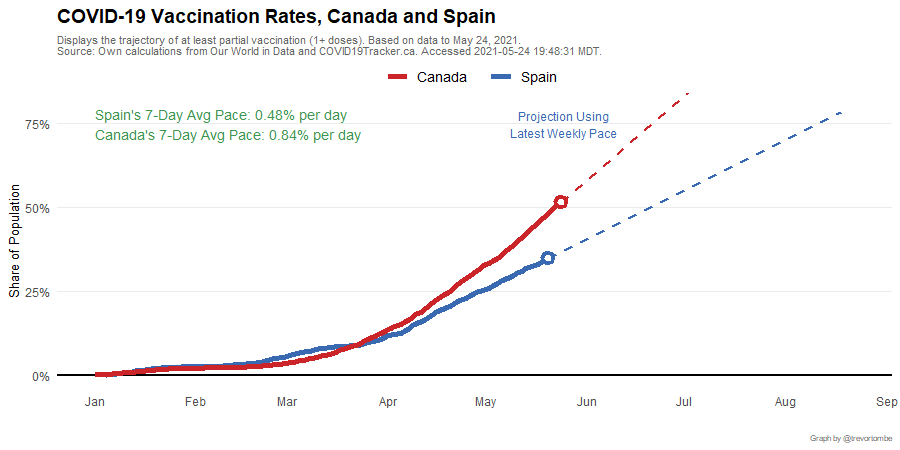 COVID-19 Vaccination Rates, Canada and Spain
Displays the trajectory of at least partial vaccination (1+ doses). Based on data to May 24, 2021.
Source: Own calculations from Our World in Data and COVID19Tracker.ca. Accessed 2021-05-24 19:48:31 MDT.
Canada Spain
Spain's 7-Day Avg Pace: 0.48% per day
Canada's 7-Day Avg Pace: 0.84% per day
Projection Using
Latest Weekly Pace
Share of Population
75%
50%
25%
0%
Jan Feb Mar Apr May Jun Jul Aug Sep
Graph by @trevortombe